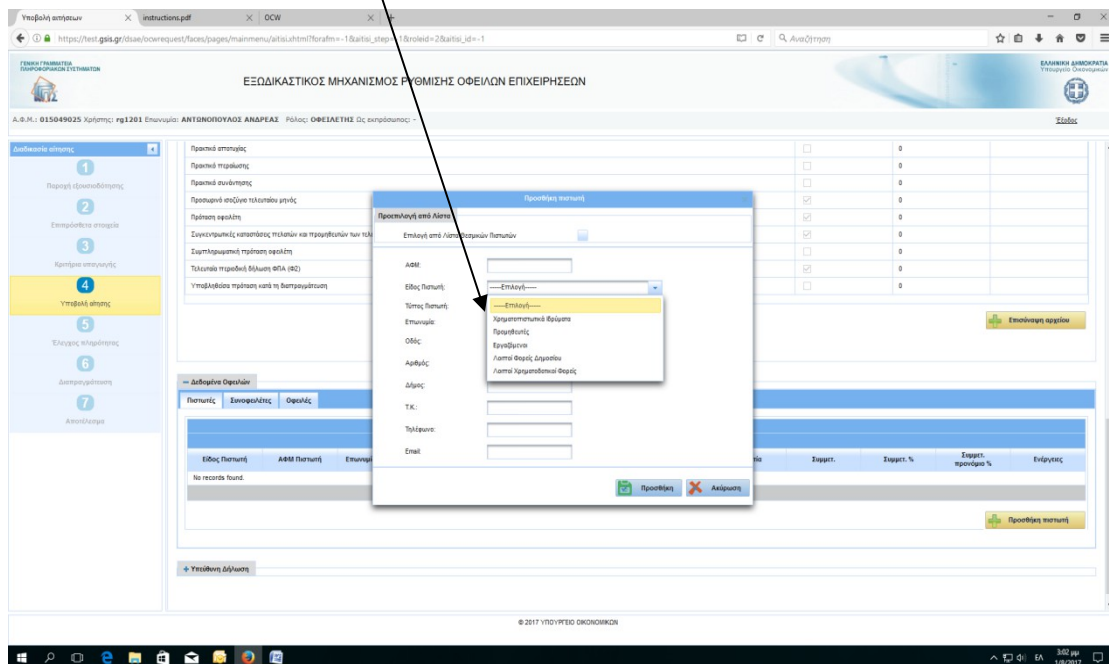 Υποβολή αιτήσεων × instructions.pdf × OCW × +
https://test.gsis.gr/dsae/ocwrequest/faces/pages/mainmenu/aitisi.xhtml?foratm=-1&aitisi_step=-1&roleid=2&aitisi_id=-1 Αναζήτηση
ΓΕΝΙΚΗ ΓΡΑΜΜΑΤΕΙΑ
ΠΛΗΡΟΦΟΡΙΑΚΩΝ ΣΥΣΤΗΜΑΤΩΝ
ΕΞΩΔΙΚΑΣΤΙΚΟΣ ΜΗΧΑΝΙΣΜΟΣ ΡΥΘΜΙΣΗΣ ΟΦΕΙΛΩΝ ΕΠΙΧΕΙΡΗΣΕΩΝ
ΕΛΛΗΝΙΚΗ ΔΗΜΟΚΡΑΤΙΑ
Υπουργείο Οικονομικών
Α.Φ.Μ.: 015049025 Χρήστης: rg1201 Επωνυμία: ΑΝΤΩΝΟΠΟΥΛΟΣ ΑΝΔΡΕΑΣ Ρόλος: ΟΦΕΙΛΕΤΗΣ Ως εκπρόσωπος: - Έξοδος
Διαδικασία αίτησης
1
Παροχή εξουσιοδότησης
2
Επιπρόσθετα στοιχεία
3
Κριτήρια επαγωγής
4
Υποβολή αίτησης
5
Έλεγχος πληρότητας
6
Διαπραγμάτευση
7
Αποτέλεσμα
Πρακτικό αποτυχίας 0
Πρακτικό περαίωσης 0
Πρακτικό συνάντησης 0
Προσωρινό ισοζύγιο τελευταίου μηνός 0
Πρόταση οφειλέτη 0
Συγκεντρωτικές καταστάσεις πελατών και προμηθευτών των τελ 0
Συμπληρωματική πρόταση οφειλέτη 0
Τελευταία περιοδική δήλωση ΦΠΑ (Φ2) 0
Υποβληθείσα πρόταση κατά τη διαπραγμάτευση 0
Επισύναψη αρχείου
Προσθήκη πιστωτή
Προεπιλογή από Λίστα
Επιλογή από Λίστα Θεσμικών Πιστωτών
ΑΦΜ:
Είδος Πιστωτή: -----Επιλογή-----
Τύπος Πιστωτή: -----Επιλογή-----
Επωνυμία: Χρηματοπιστωτικά Ιδρύματα
Προμηθευτές
Οδός: Εργαζόμενοι
Αριθμός: Λοιποί Φορείς Δημοσίου
Λοιποί Χρηματοδοτικοί Φορείς
Δήμος:
Τ.Κ.:
Τηλέφωνο:
Email:
Προσθήκη Ακύρωση
Δεδομένα Οφειλών
Πιστωτές Συνοφειλέτες Οφειλές
Είδος Πιστωτή ΑΦΜ Πιστωτή Επωνυμί Συμμετ. Συμμετ. % Συμμετ. προνόμιο % Ενέργειες
No records found.
Προσθήκη πιστωτή
+ Υπεύθυνη Δήλωση
© 2017 ΥΠΟΥΡΓΕΙΟ ΟΙΚΟΝΟΜΙΚΩΝ
ΕΛ 3:02 μμ
1/8/2017